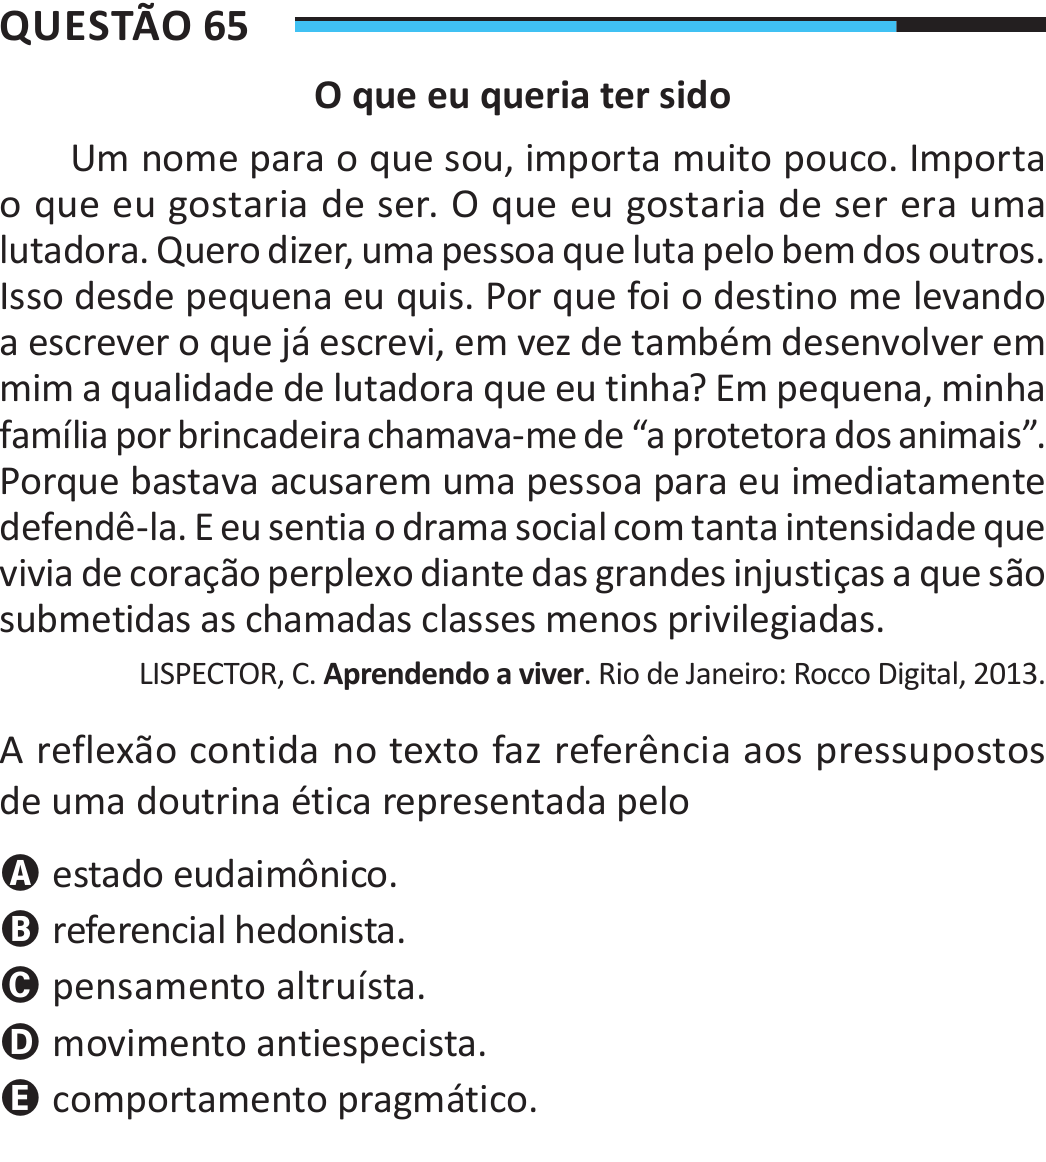 QUESTÃO 65
O que eu queria ter sido
Um nome para o que sou, importa muito pouco. Importa
o que eu gostaria de ser. O que eu gostaria de ser era uma
lutadora. Quero dizer, uma pessoa que luta pelo bem dos outros.
Isso desde pequena eu quis. Por que foi o destino me levando
a escrever o que já escrevi, em vez de também desenvolver em
mim a qualidade de lutadora que eu tinha? Em pequena, minha
família por brincadeira chamava-me de “a protetora dos animais”.
Porque bastava acusarem uma pessoa para eu imediatamente
defendê-la. E eu sentia o drama social com tanta intensidade que
vivia de coração perplexo diante das grandes injustiças a que são
submetidas as chamadas classes menos privilegiadas.
LISPECTOR, C. Aprendendo a viver. Rio de Janeiro: Rocco Digital, 2013.
A reflexão contida no texto faz referência aos pressupostos
de uma doutrina ética representada pelo
A estado eudaimônico.
B referencial hedonista.
C pensamento altruísta.
D movimento antiespecista.
E comportamento pragmático.